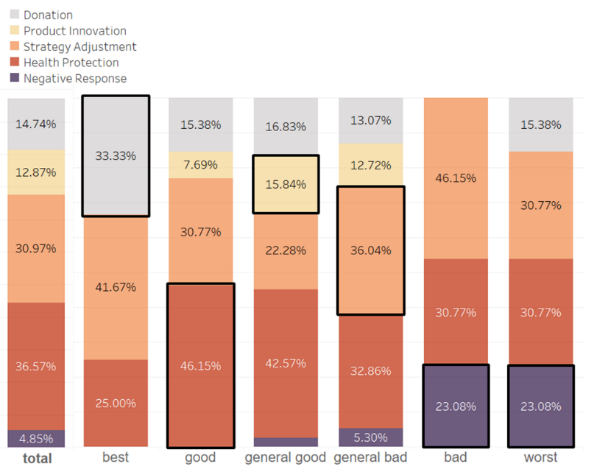 Donation
Product Innovation
Strategy Adjustment
Health Protection
Negative Response
14.74% 33.33% 15.38% 16.83% 13.07% 15.38%
12.87% 7.69% 15.84% 12.72% 46.15%
30.97% 41.67% 30.77% 22.28% 36.04% 30.77%
36.57% 25.00% 46.15% 42.57% 32.86% 30.77% 30.77%
4.85% 5.30% 23.08% 23.08%
total best good general good general bad bad worst